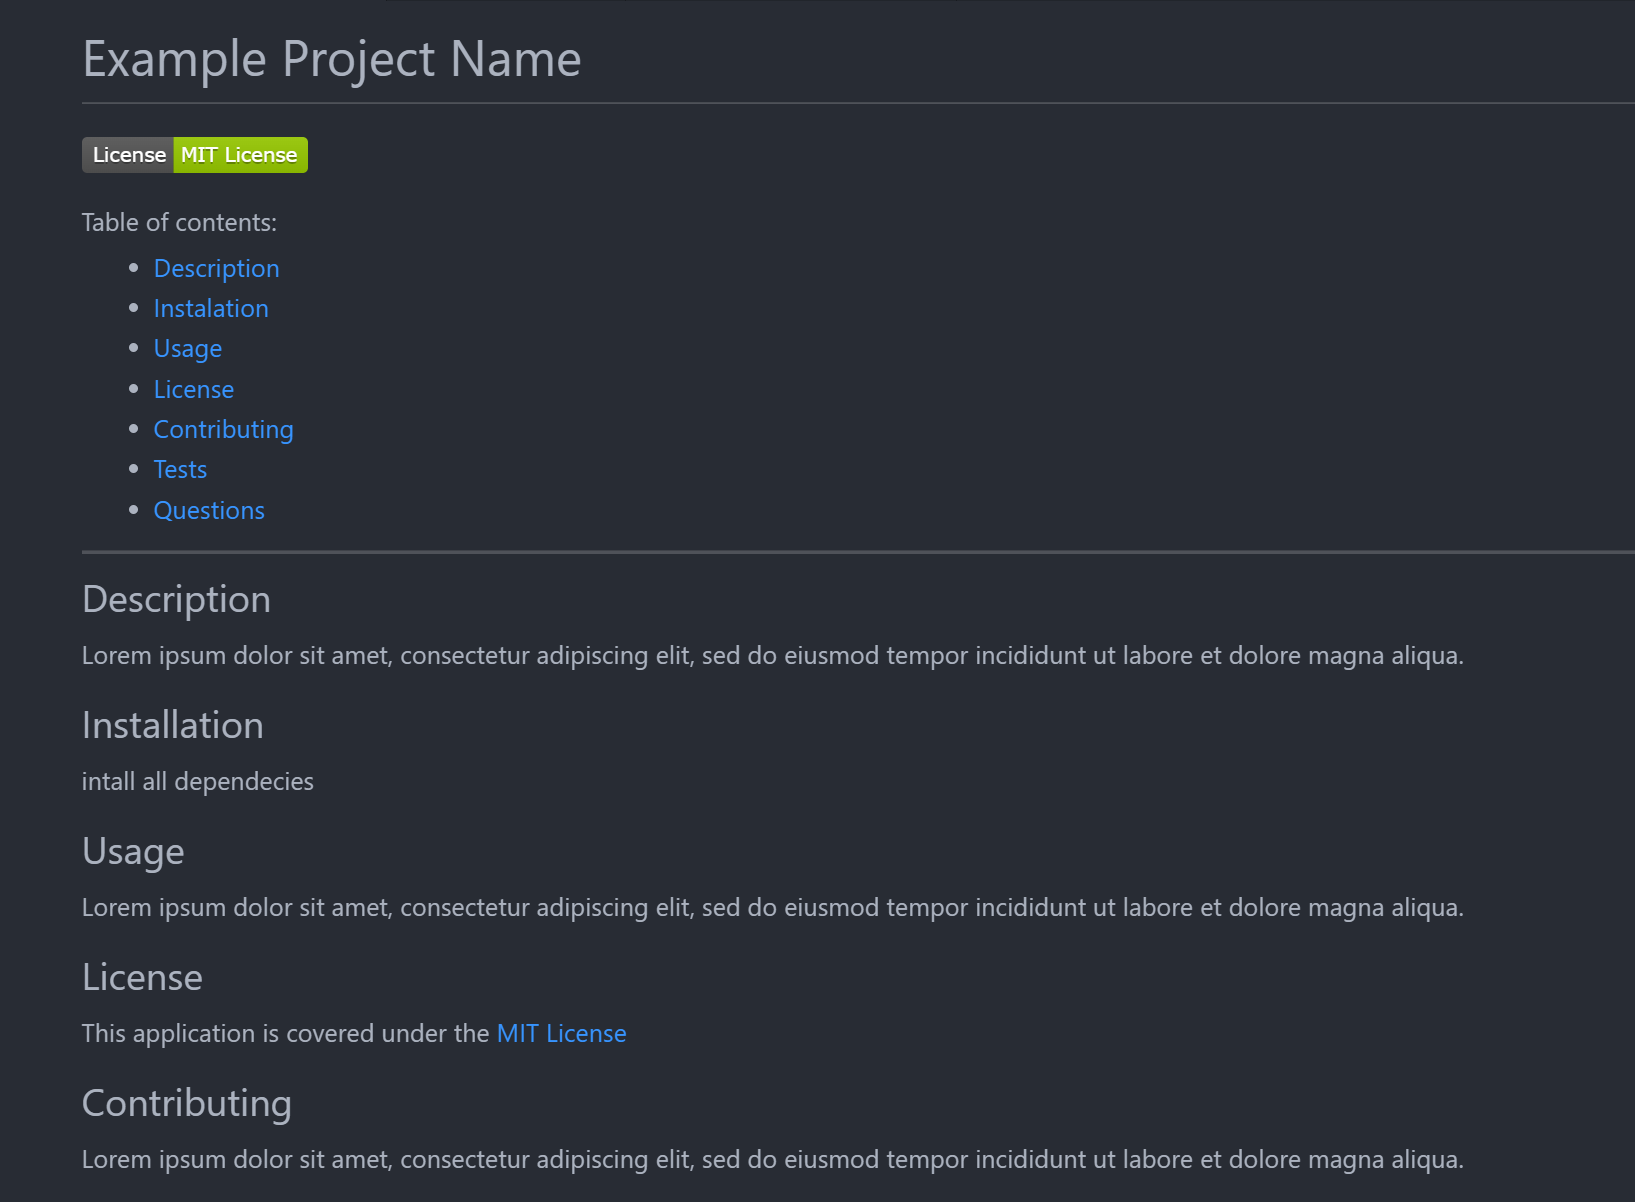 Example Project Name
License MIT License
Table of contents:
Description
Instalation
Usage
License
Contributing
Tests
Questions
Description
Lorem ipsum dolor sit amet, consectetur adipiscing elit, sed do eiusmod tempor incididunt ut labore et dolore magna aliqua.
Installation
intall all dependecies
Usage
Lorem ipsum dolor sit amet, consectetur adipiscing elit, sed do eiusmod tempor incididunt ut labore et dolore magna aliqua.
License
This application is covered under the MIT License
Contributing
Lorem ipsum dolor sit amet, consectetur adipiscing elit, sed do eiusmod tempor incididunt ut labore et dolore magna aliqua.